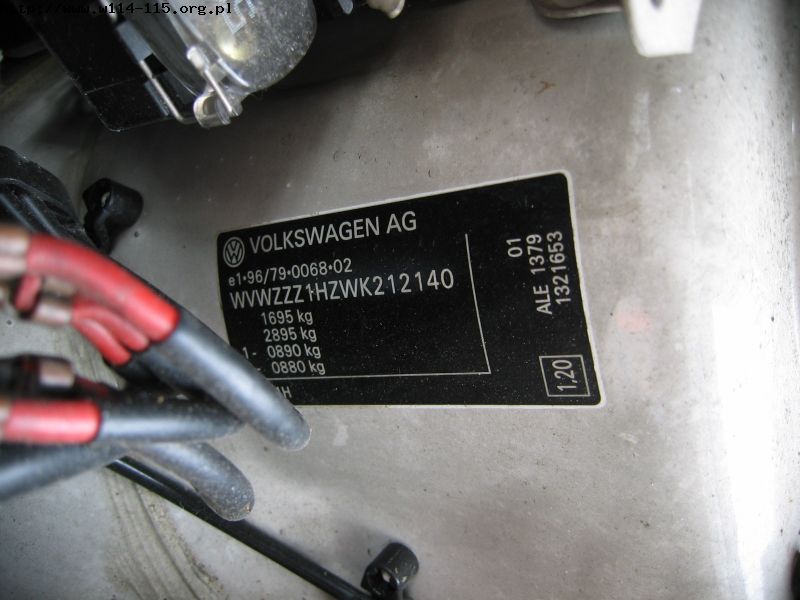 http://www.w114-115.org.pl
VOLKSWAGEN AG
e1•96/79•0068•02
WVWZZZ1HZWK212140
1695 kg
2895 kg
1- 0890 kg
- 0880 kg
1H
01
ALE 1379
1321653
1,20